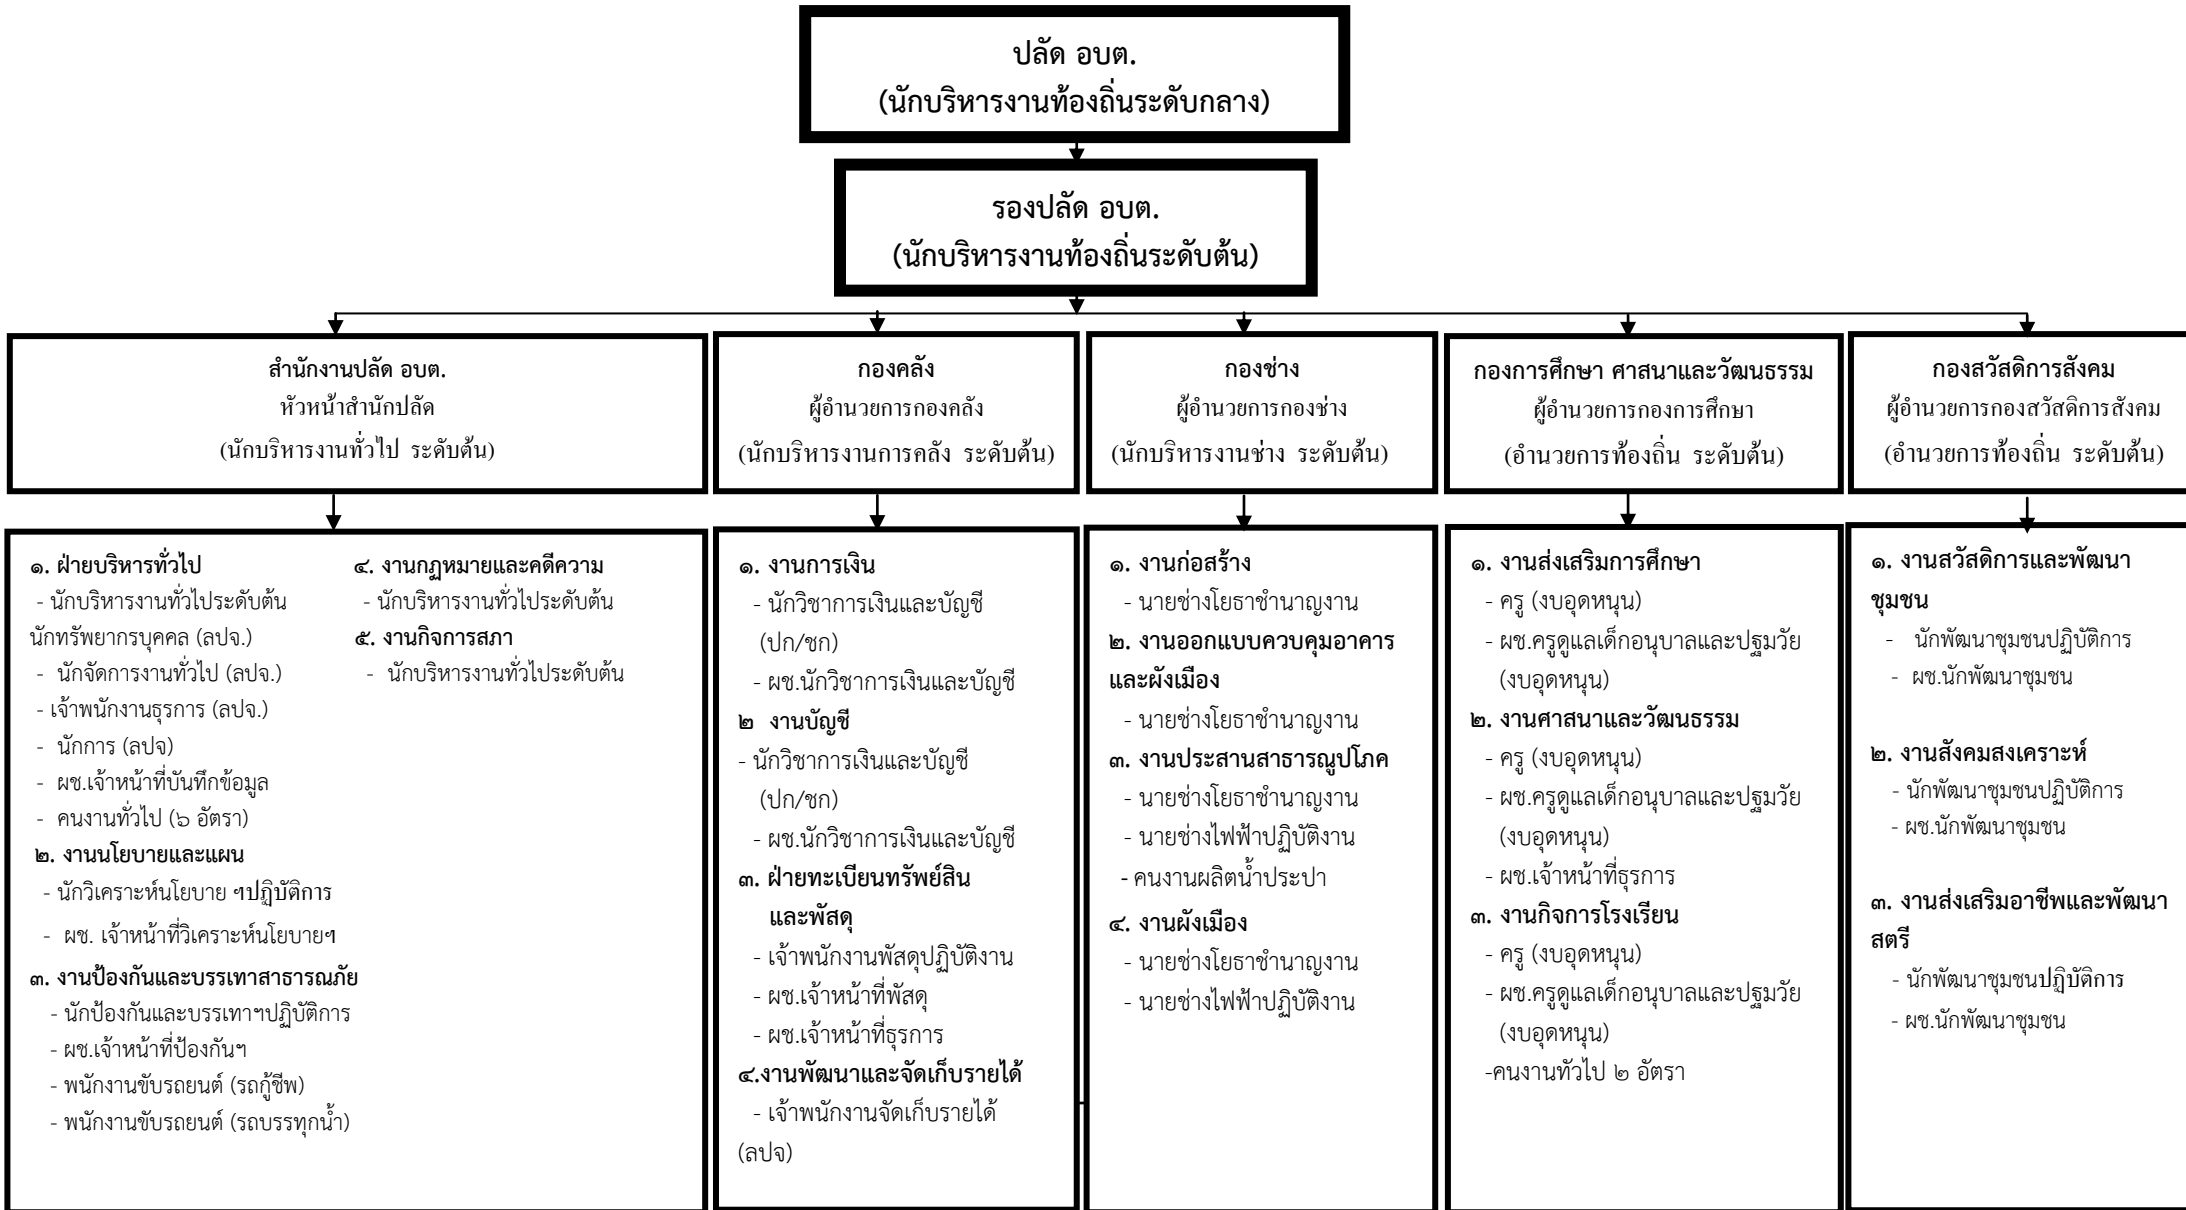 ปลัด อบต.
(นักบริหารงานท้องถิ่นระดับกลาง)
รองปลัด อบต.
(นักบริหารงานท้องถิ่นระดับต้น)
สำนักงานปลัด อบต.
หัวหน้าสำนักปลัด
(นักบริหารงานทั่วไป ระดับต้น)
กองคลัง
ผู้อำนวยการกองคลัง
(นักบริหารงานการคลัง ระดับต้น)
กองช่าง
ผู้อำนวยการกองช่าง
(นักบริหารงานช่าง ระดับต้น)
กองการศึกษา ศาสนาและวัฒนธรรม
ผู้อำนวยการกองการศึกษา
(อำนวยการท้องถิ่น ระดับต้น)
กองสวัสดิการสังคม
ผู้อำนวยการกองสวัสดิการสังคม
(อำนวยการท้องถิ่น ระดับต้น)
๑. ฝ่ายบริหารทั่วไป
- นักบริหารงานทั่วไประดับต้น
นักทรัพยากรบุคคล (ลปจ.)
- นักจัดการงานทั่วไป (ลปจ.)
- เจ้าพนักงานธุรการ (ลปจ.)
- นักการ (ลปจ)
- ผช.เจ้าหน้าที่บันทึกข้อมูล
- คนงานทั่วไป (๖ อัตรา)
๒. งานนโยบายและแผน
- นักวิเคราะห์นโยบาย ฯปฏิบัติการ
- ผช. เจ้าหน้าที่วิเคราะห์นโยบายฯ
๓. งานป้องกันและบรรเทาสาธารณภัย
- นักป้องกันและบรรเทาฯปฏิบัติการ
- ผช.เจ้าหน้าที่ป้องกันฯ
- พนักงานขับรถยนต์ (รถกู้ชีพ)
- พนักงานขับรถยนต์ (รถบรรทุกน้ำ)
๔. งานกฏหมายและคดีความ
- นักบริหารงานทั่วไประดับต้น
๕. งานกิจการสภา
- นักบริหารงานทั่วไประดับต้น
๑. งานการเงิน
- นักวิชาการเงินและบัญชี
(ปก/ชก)
- ผช.นักวิชาการเงินและบัญชี
๒ งานบัญชี
- นักวิชาการเงินและบัญชี
(ปก/ชก)
- ผช.นักวิชาการเงินและบัญชี
๓. ฝ่ายทะเบียนทรัพย์สิน
และพัสดุ
- เจ้าพนักงานพัสดุปฏิบัติงาน
- ผช.เจ้าหน้าที่พัสดุ
- ผช.เจ้าหน้าที่ธุรการ
๔.งานพัฒนาและจัดเก็บรายได้
- เจ้าพนักงานจัดเก็บรายได้
(ลปจ)
๑. งานก่อสร้าง
- นายช่างโยธาชำนาญงาน
๒. งานออกแบบควบคุมอาคาร
และผังเมือง
- นายช่างโยธาชำนาญงาน
๓. งานประสานสาธารณูปโภค
- นายช่างโยธาชำนาญงาน
- นายช่างไฟฟ้าปฏิบัติงาน
- คนงานผลิตน้ำประปา
๔. งานผังเมือง
- นายช่างโยธาชำนาญงาน
- นายช่างไฟฟ้าปฏิบัติงาน
๑. งานส่งเสริมการศึกษา
- ครู (งบอุดหนุน)
- ผช.ครูดูแลเด็กอนุบาลและปฐมวัย
(งบอุดหนุน)
๒. งานศาสนาและวัฒนธรรม
- ครู (งบอุดหนุน)
- ผช.ครูดูแลเด็กอนุบาลและปฐมวัย
(งบอุดหนุน)
- ผช.เจ้าหน้าที่ธุรการ
๓. งานกิจการโรงเรียน
- ครู (งบอุดหนุน)
- ผช.ครูดูแลเด็กอนุบาลและปฐมวัย
(งบอุดหนุน)
-คนงานทัวไป ๒ อัตรา
๑. งานสวัสดิการและพัฒนา
ชุมชน
- นักพัฒนาชุมชนปฏิบัติการ
- ผช.นักพัฒนาชุมชน
๒. งานสังคมสงเคราะห์
- นักพัฒนาชุมชนปฏิบัติการ
- ผช.นักพัฒนาชุมชน
๓. งานส่งเสริมอาชีพและพัฒนา
สตรี
- นักพัฒนาชุมชนปฏิบัติการ
- ผช.นักพัฒนาชุมชน